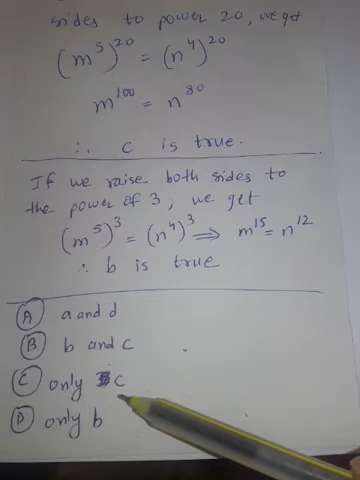 sides to power 20, we get
(m⁵)²⁰ = (n⁴)²⁰
m¹⁰⁰ = n⁸⁰
∴ c is true.
If we raise both sides to
the power of 3, we get
(m⁵)³ = (n⁴)³ ⟹ m¹⁵ = n¹²
∴ b is true
(A) a and d
(B) b and c
(C) only c
(D) only b